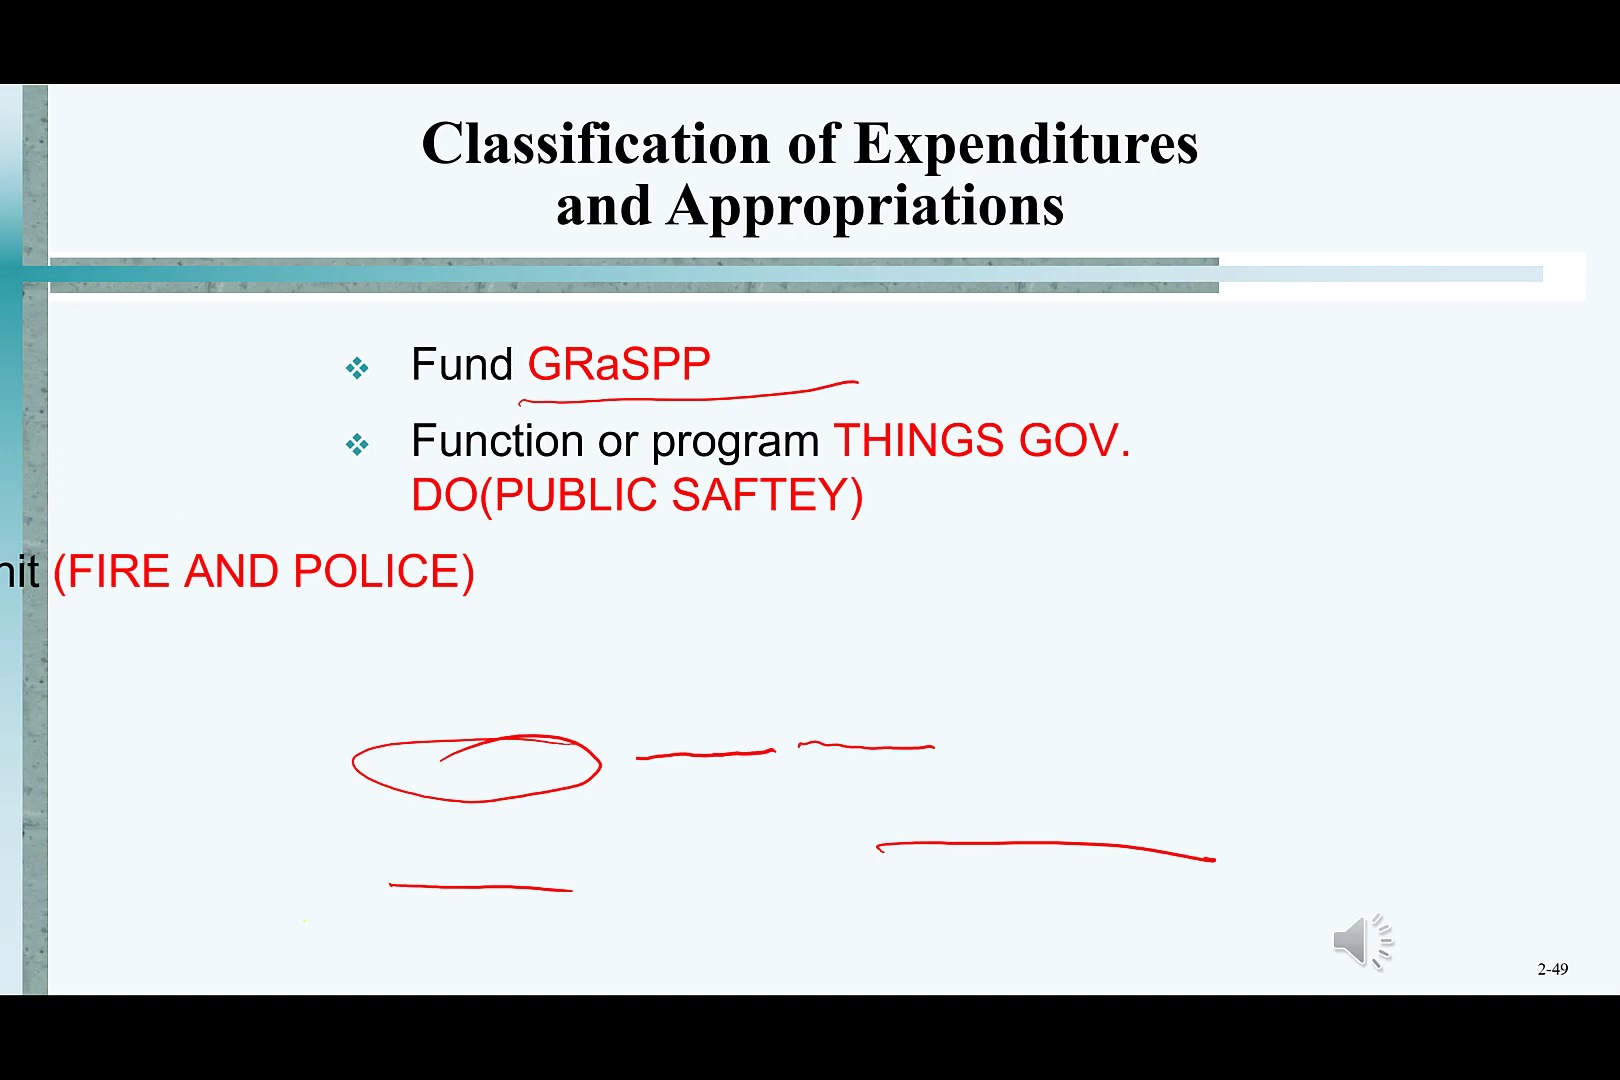 Classification of Expenditures
and Appropriations
Fund GRaSPP
Function or program THINGS GOV.
DO(PUBLIC SAFTEY)
(FIRE AND POLICE)
2-49